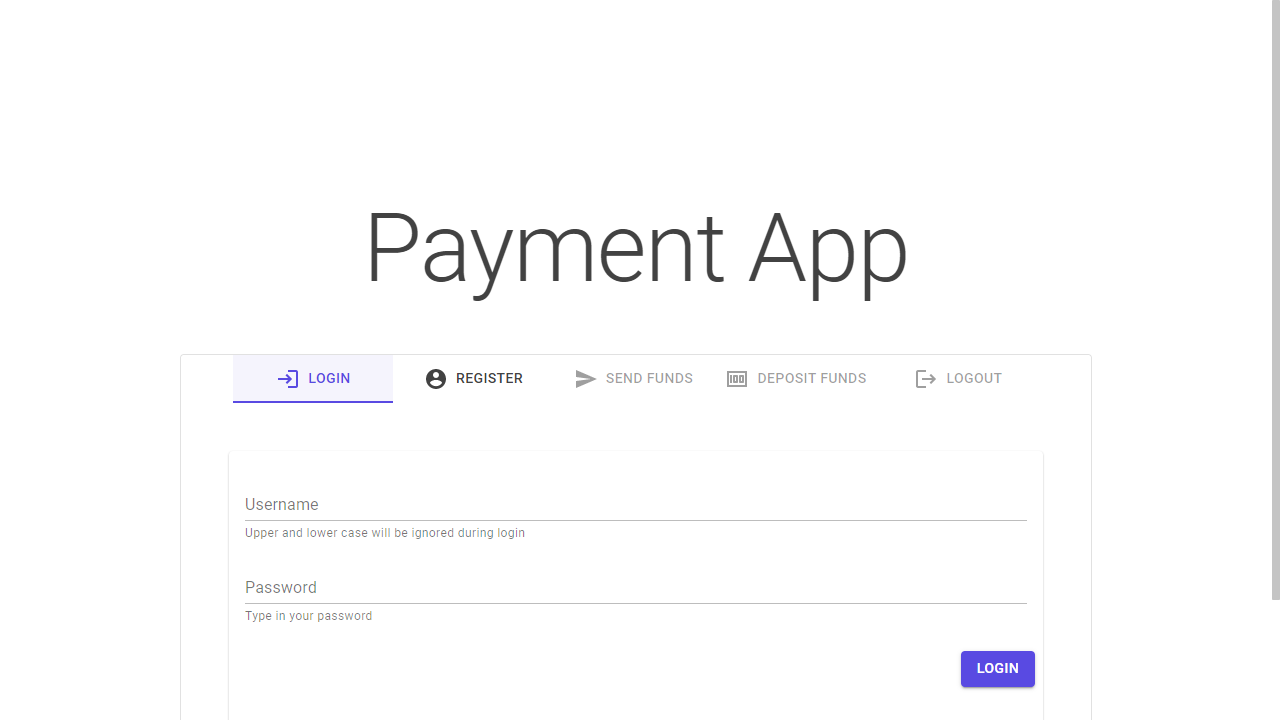 Payment App
LOGIN REGISTER SEND FUNDS DEPOSIT FUNDS LOGOUT
Username
Upper and lower case will be ignored during login
Password
Type in your password
LOGIN